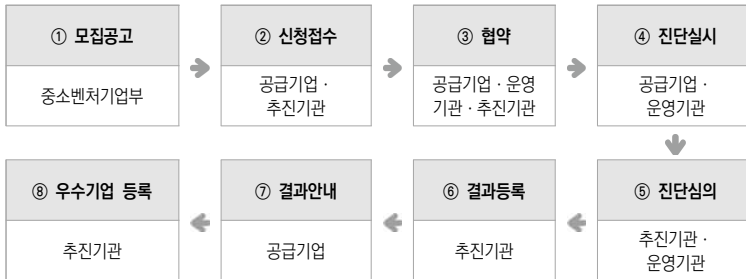 ① 모집공고
중소벤처기업부
② 신청접수
공급기업 ·
추진기관
③ 협약
공급기업 · 운영
기관 · 추진기관
④ 진단실시
공급기업 ·
운영기관
⑤ 진단심의
추진기관 ·
운영기관
⑥ 결과등록
추진기관
⑦ 결과안내
공급기업
⑧ 우수기업 등록
추진기관